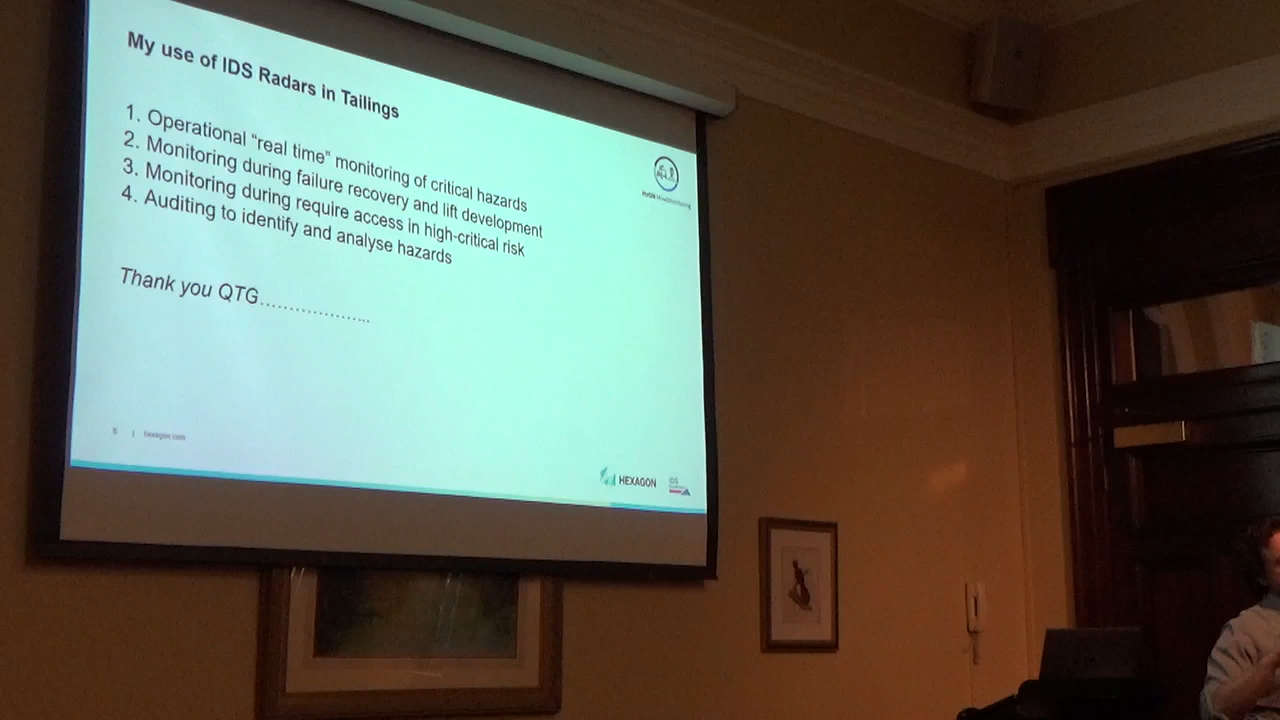 My use of IDS Radars in Tailings
1. Operational “real time” monitoring of critical hazards
2. Monitoring during failure recovery and lift development
3. Monitoring during require access in high-critical risk
4. Auditing to identify and analyse hazards
Thank you QTG...................
6 | hexagon.com
HEXAGON
IDS